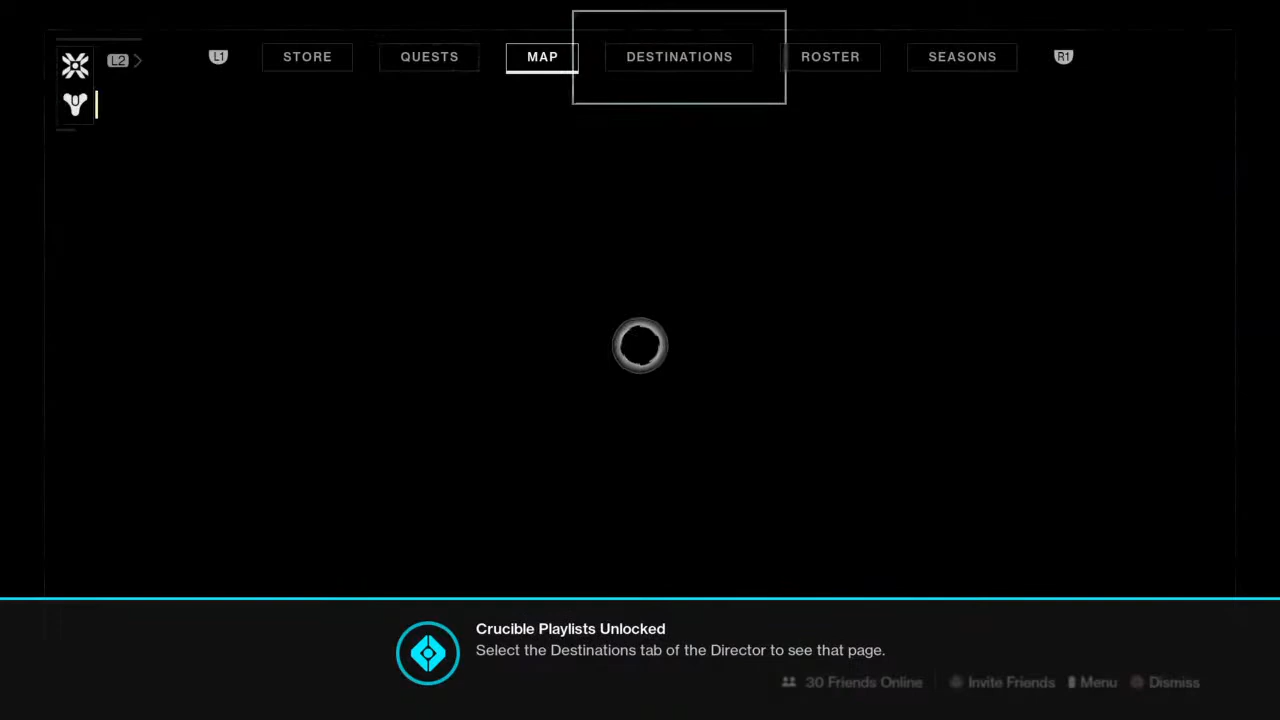 L2
L1
STORE
QUESTS
MAP
DESTINATIONS
ROSTER
SEASONS
R1
Crucible Playlists Unlocked
Select the Destinations tab of the Director to see that page.
30 Friends Online
Invite Friends
Menu
Dismiss